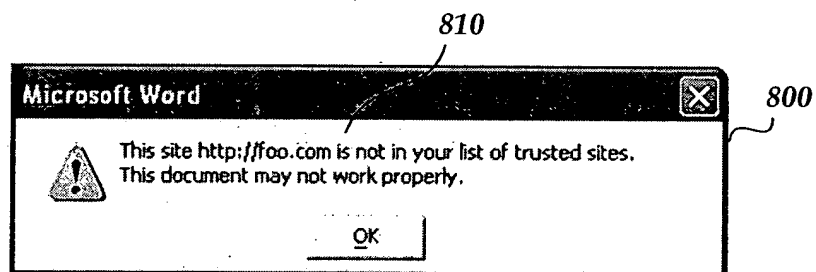 810
Microsoft Word
800
This site http://foo.com is not in your list of trusted sites.
This document may not work properly.
OK